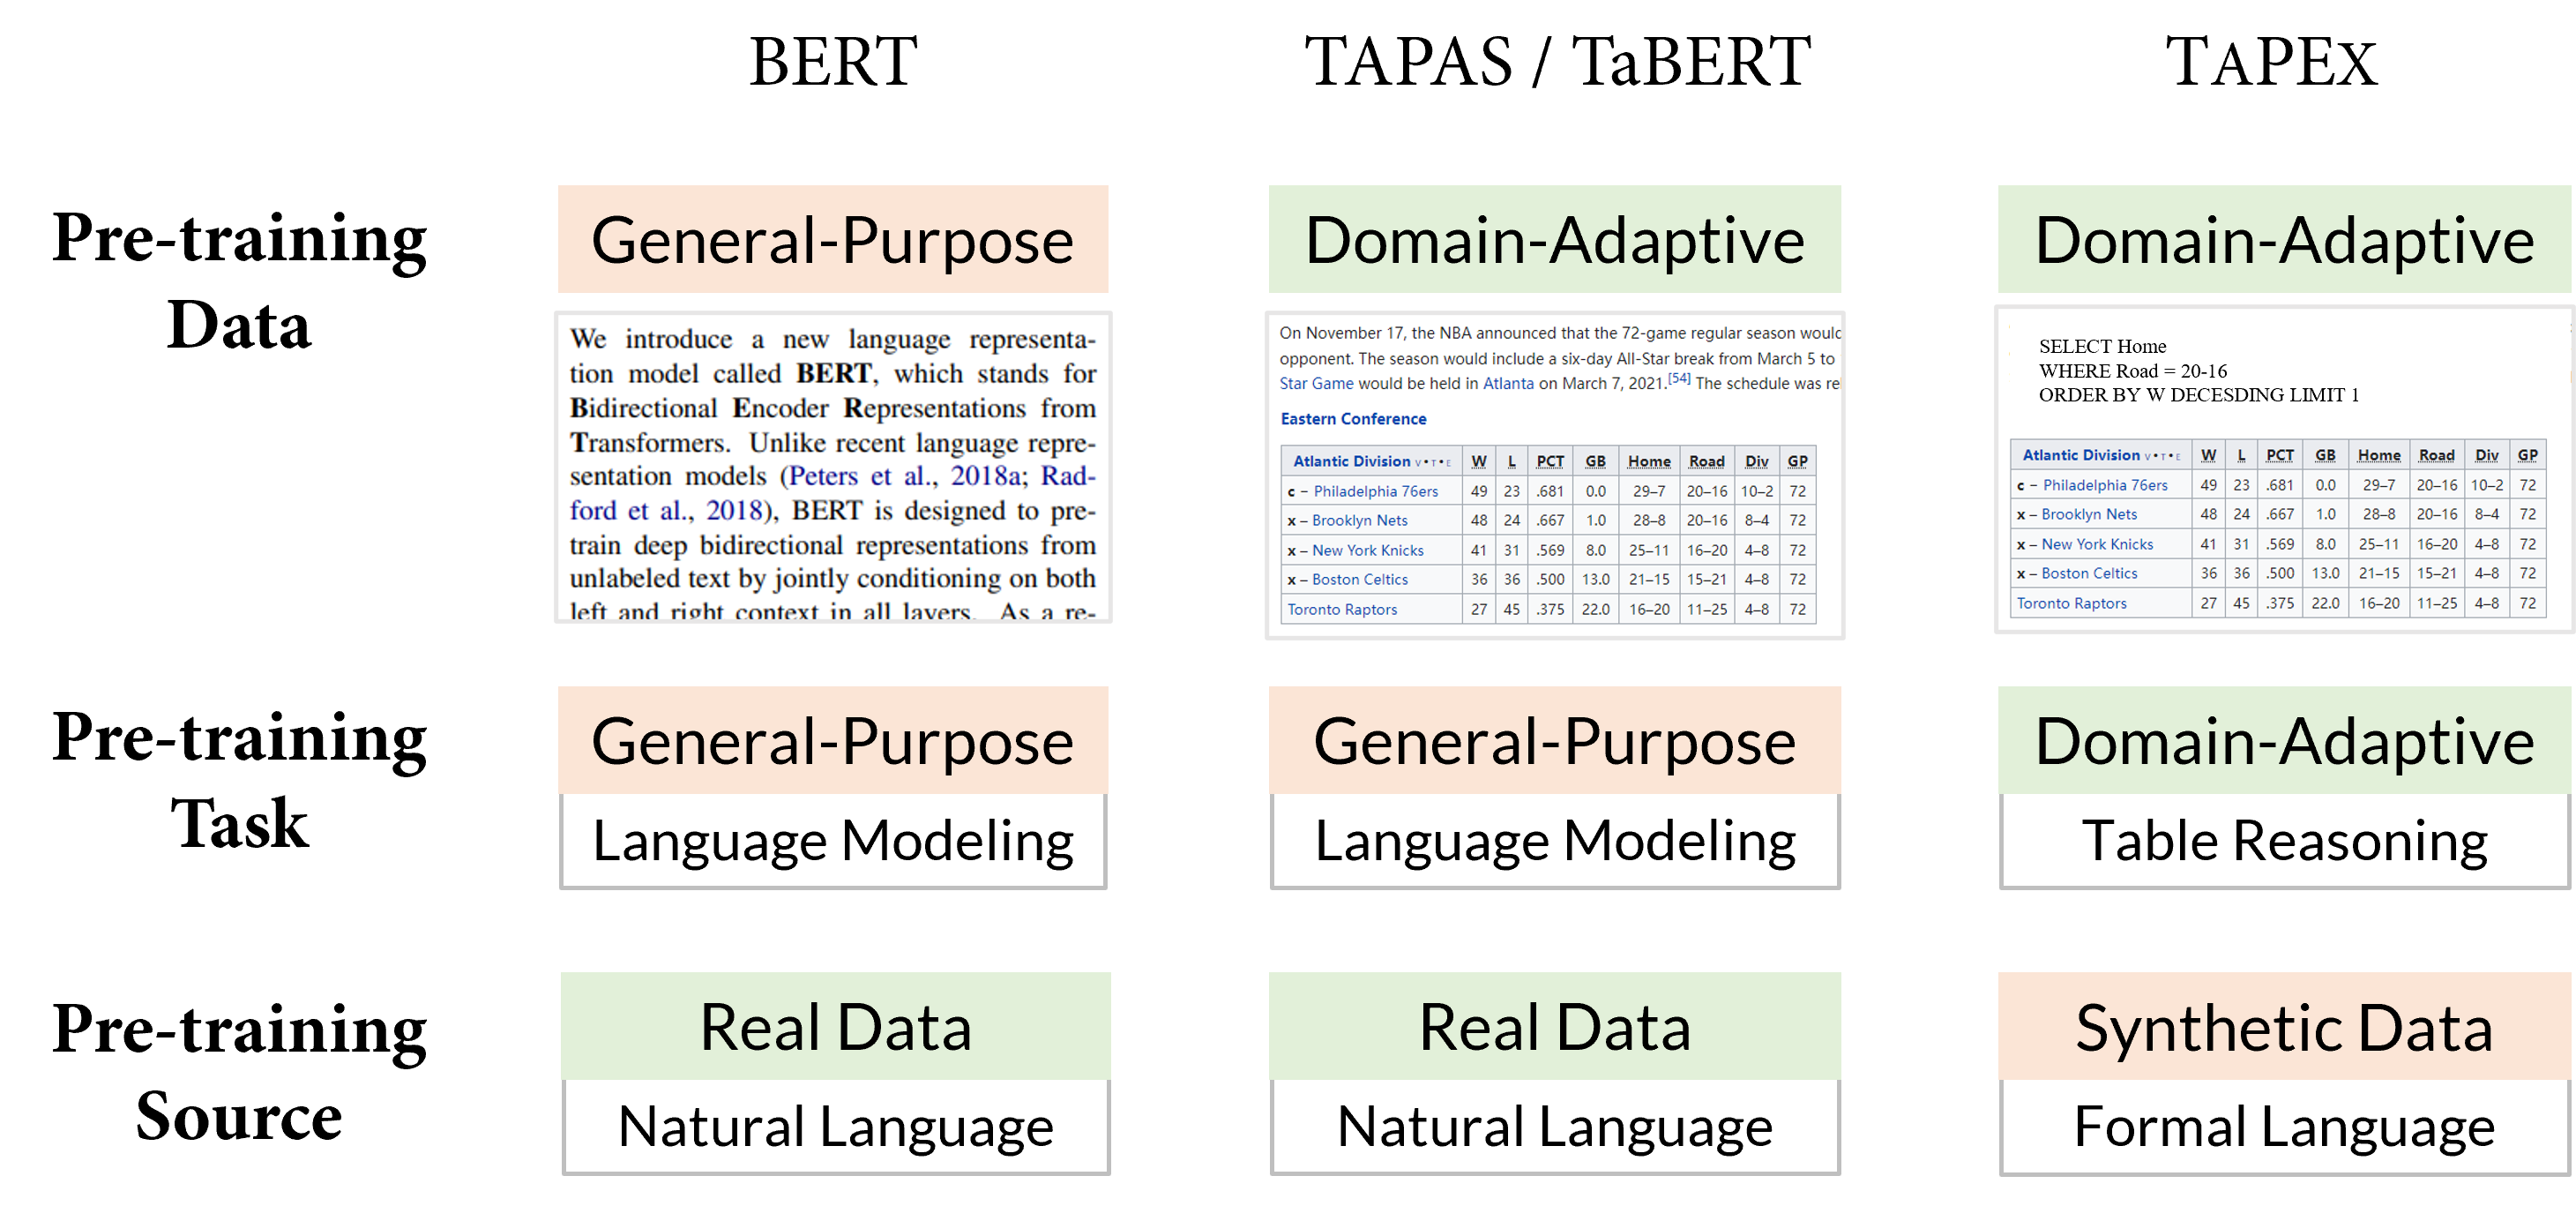 BERT
TAPAS / TaBERT
TAPEX
Pre-training
Data
General-Purpose
We introduce a new language representa-
tion model called BERT, which stands for
Bidirectional Encoder Representations from
Transformers. Unlike recent language repre-
sentation models (Peters et al., 2018a; Rad-
ford et al., 2018), BERT is designed to pre-
train deep bidirectional representations from
unlabeled text by jointly conditioning on both
left and right context in all layers. As a re-
Domain-Adaptive
On November 17, the NBA announced that the 72-game regular season would
opponent. The season would include a six-day All-Star break from March 5 to
Star Game would be held in Atlanta on March 7, 2021.[54] The schedule was rel
Eastern Conference
Atlantic Division V • T • E W L PCT GB Home Road Div GP
c – Philadelphia 76ers 49 23 .681 0.0 29–7 20–16 10–2 72
x – Brooklyn Nets 48 24 .667 1.0 28–8 20–16 8–4 72
x – New York Knicks 41 31 .569 8.0 25–11 16–20 4–8 72
x – Boston Celtics 36 36 .500 13.0 21–15 15–21 4–8 72
Toronto Raptors 27 45 .375 22.0 16–20 11–25 4–8 72
Domain-Adaptive
SELECT Home
WHERE Road = 20-16
ORDER BY W DECESDING LIMIT 1
Atlantic Division V • T • E W L PCT GB Home Road Div GP
c – Philadelphia 76ers 49 23 .681 0.0 29–7 20–16 10–2 72
x – Brooklyn Nets 48 24 .667 1.0 28–8 20–16 8–4 72
x – New York Knicks 41 31 .569 8.0 25–11 16–20 4–8 72
x – Boston Celtics 36 36 .500 13.0 21–15 15–21 4–8 72
Toronto Raptors 27 45 .375 22.0 16–20 11–25 4–8 72
Pre-training
Task
General-Purpose
Language Modeling
General-Purpose
Language Modeling
Domain-Adaptive
Table Reasoning
Pre-training
Source
Real Data
Natural Language
Real Data
Natural Language
Synthetic Data
Formal Language